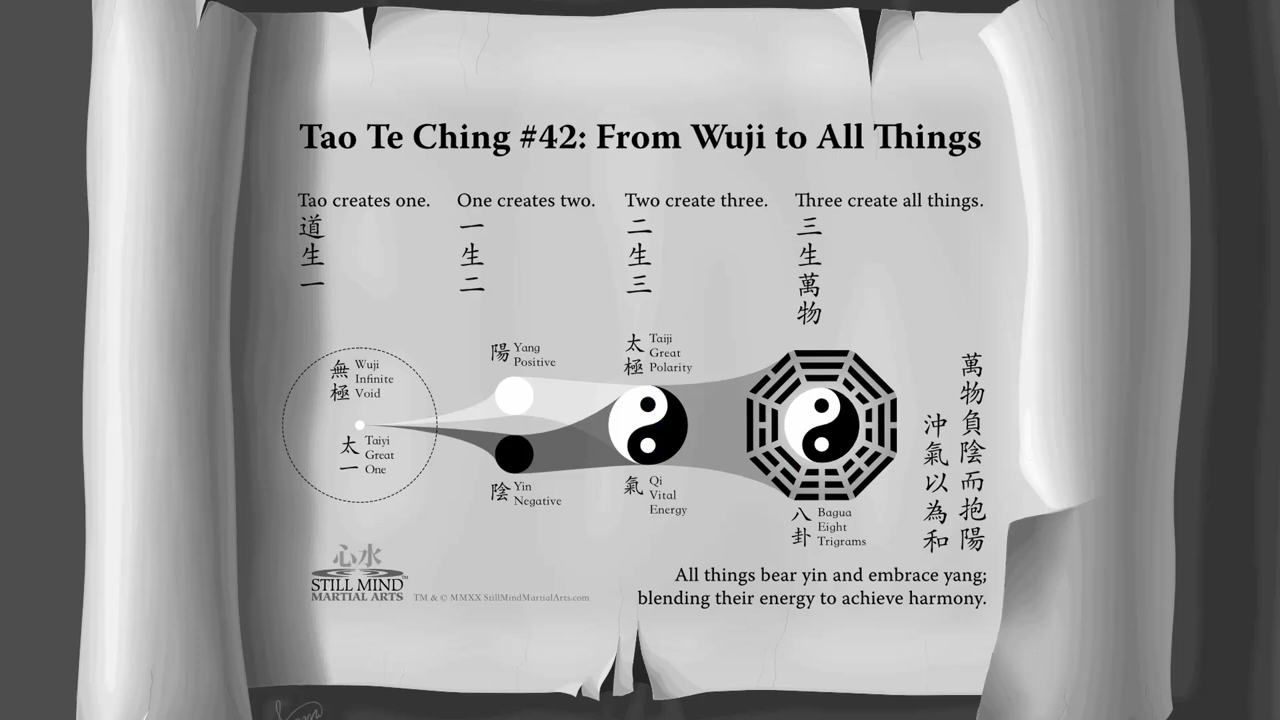 Tao Te Ching #42: From Wuji to All Things
Tao creates one.
道生一
One creates two.
一生二
Two create three.
二生三
Three create all things.
三生萬物
無極
Wuji
Infinite
Void
太一
Taiyi
Great
One
陽
Yang
Positive
陰
Yin
Negative
太極
Taiji
Great
Polarity
氣
Qi
Vital
Energy
八卦
Bagua
Eight
Trigrams
萬物負陰而抱陽
沖氣以為和
All things bear yin and embrace yang;
blending their energy to achieve harmony.
心水
STILL MIND™
MARTIAL ARTS
TM & © MMXX StillMindMartialArts.com